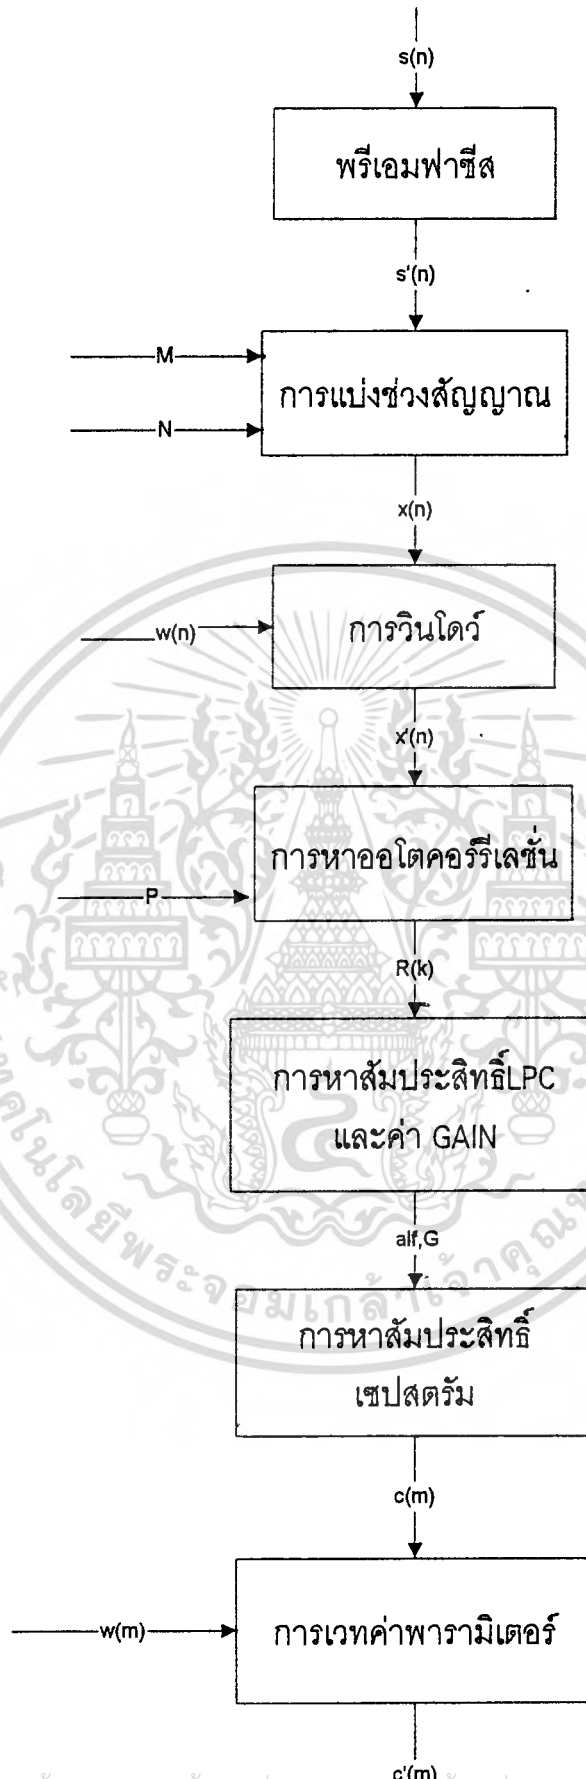 s(n)
พรีเอมฟาซีส
s'(n)
M
การแบ่งช่วงสัญญาณ
N
x(n)
w(n)
การวินโดว์
x'(n)
การหาออโตคอร์รีเลชั่น
P
R(k)
การหาสัมประสิทธิ์LPC
และค่า GAIN
alf,G
การหาสัมประสิทธิ์
เซปสตรัม
c(m)
w(m)
การเวทค่าพารามิเตอร์
c'(m)